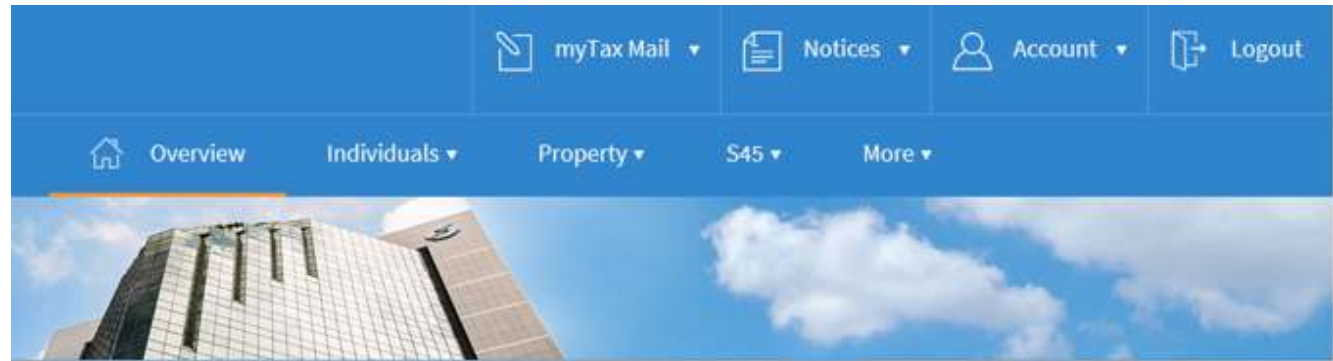 myTax Mail ▾ Notices ▾ Account ▾ Logout
Overview Individuals ▾ Property ▾ S45 ▾ More ▾